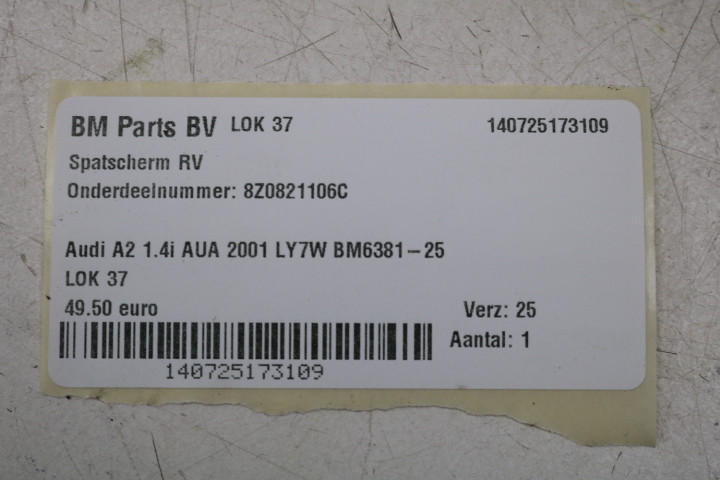 BM Parts BV LOK 37 140725173109
Spatscherm RV
Onderdeelnummer: 8Z0821106C
Audi A2 1.4i AUA 2001 LY7W BM6381-25
LOK 37
49.50 euro Verz: 25
Aantal: 1
140725173109